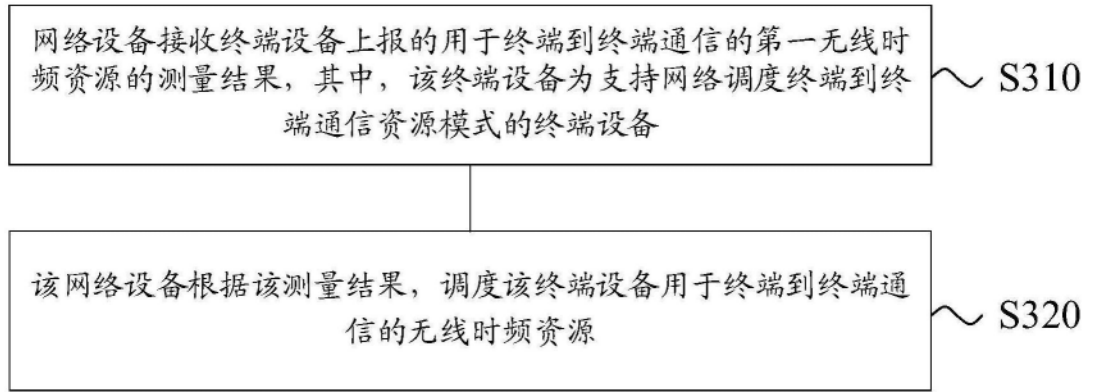 网络设备接收终端设备上报的用于终端到终端通信的第一无线时
频资源的测量结果，其中，该终端设备为支持网络调度终端到终
端通信资源模式的终端设备
S310
该网络设备根据该测量结果，调度该终端设备用于终端到终端通
信的无线时频资源
S320